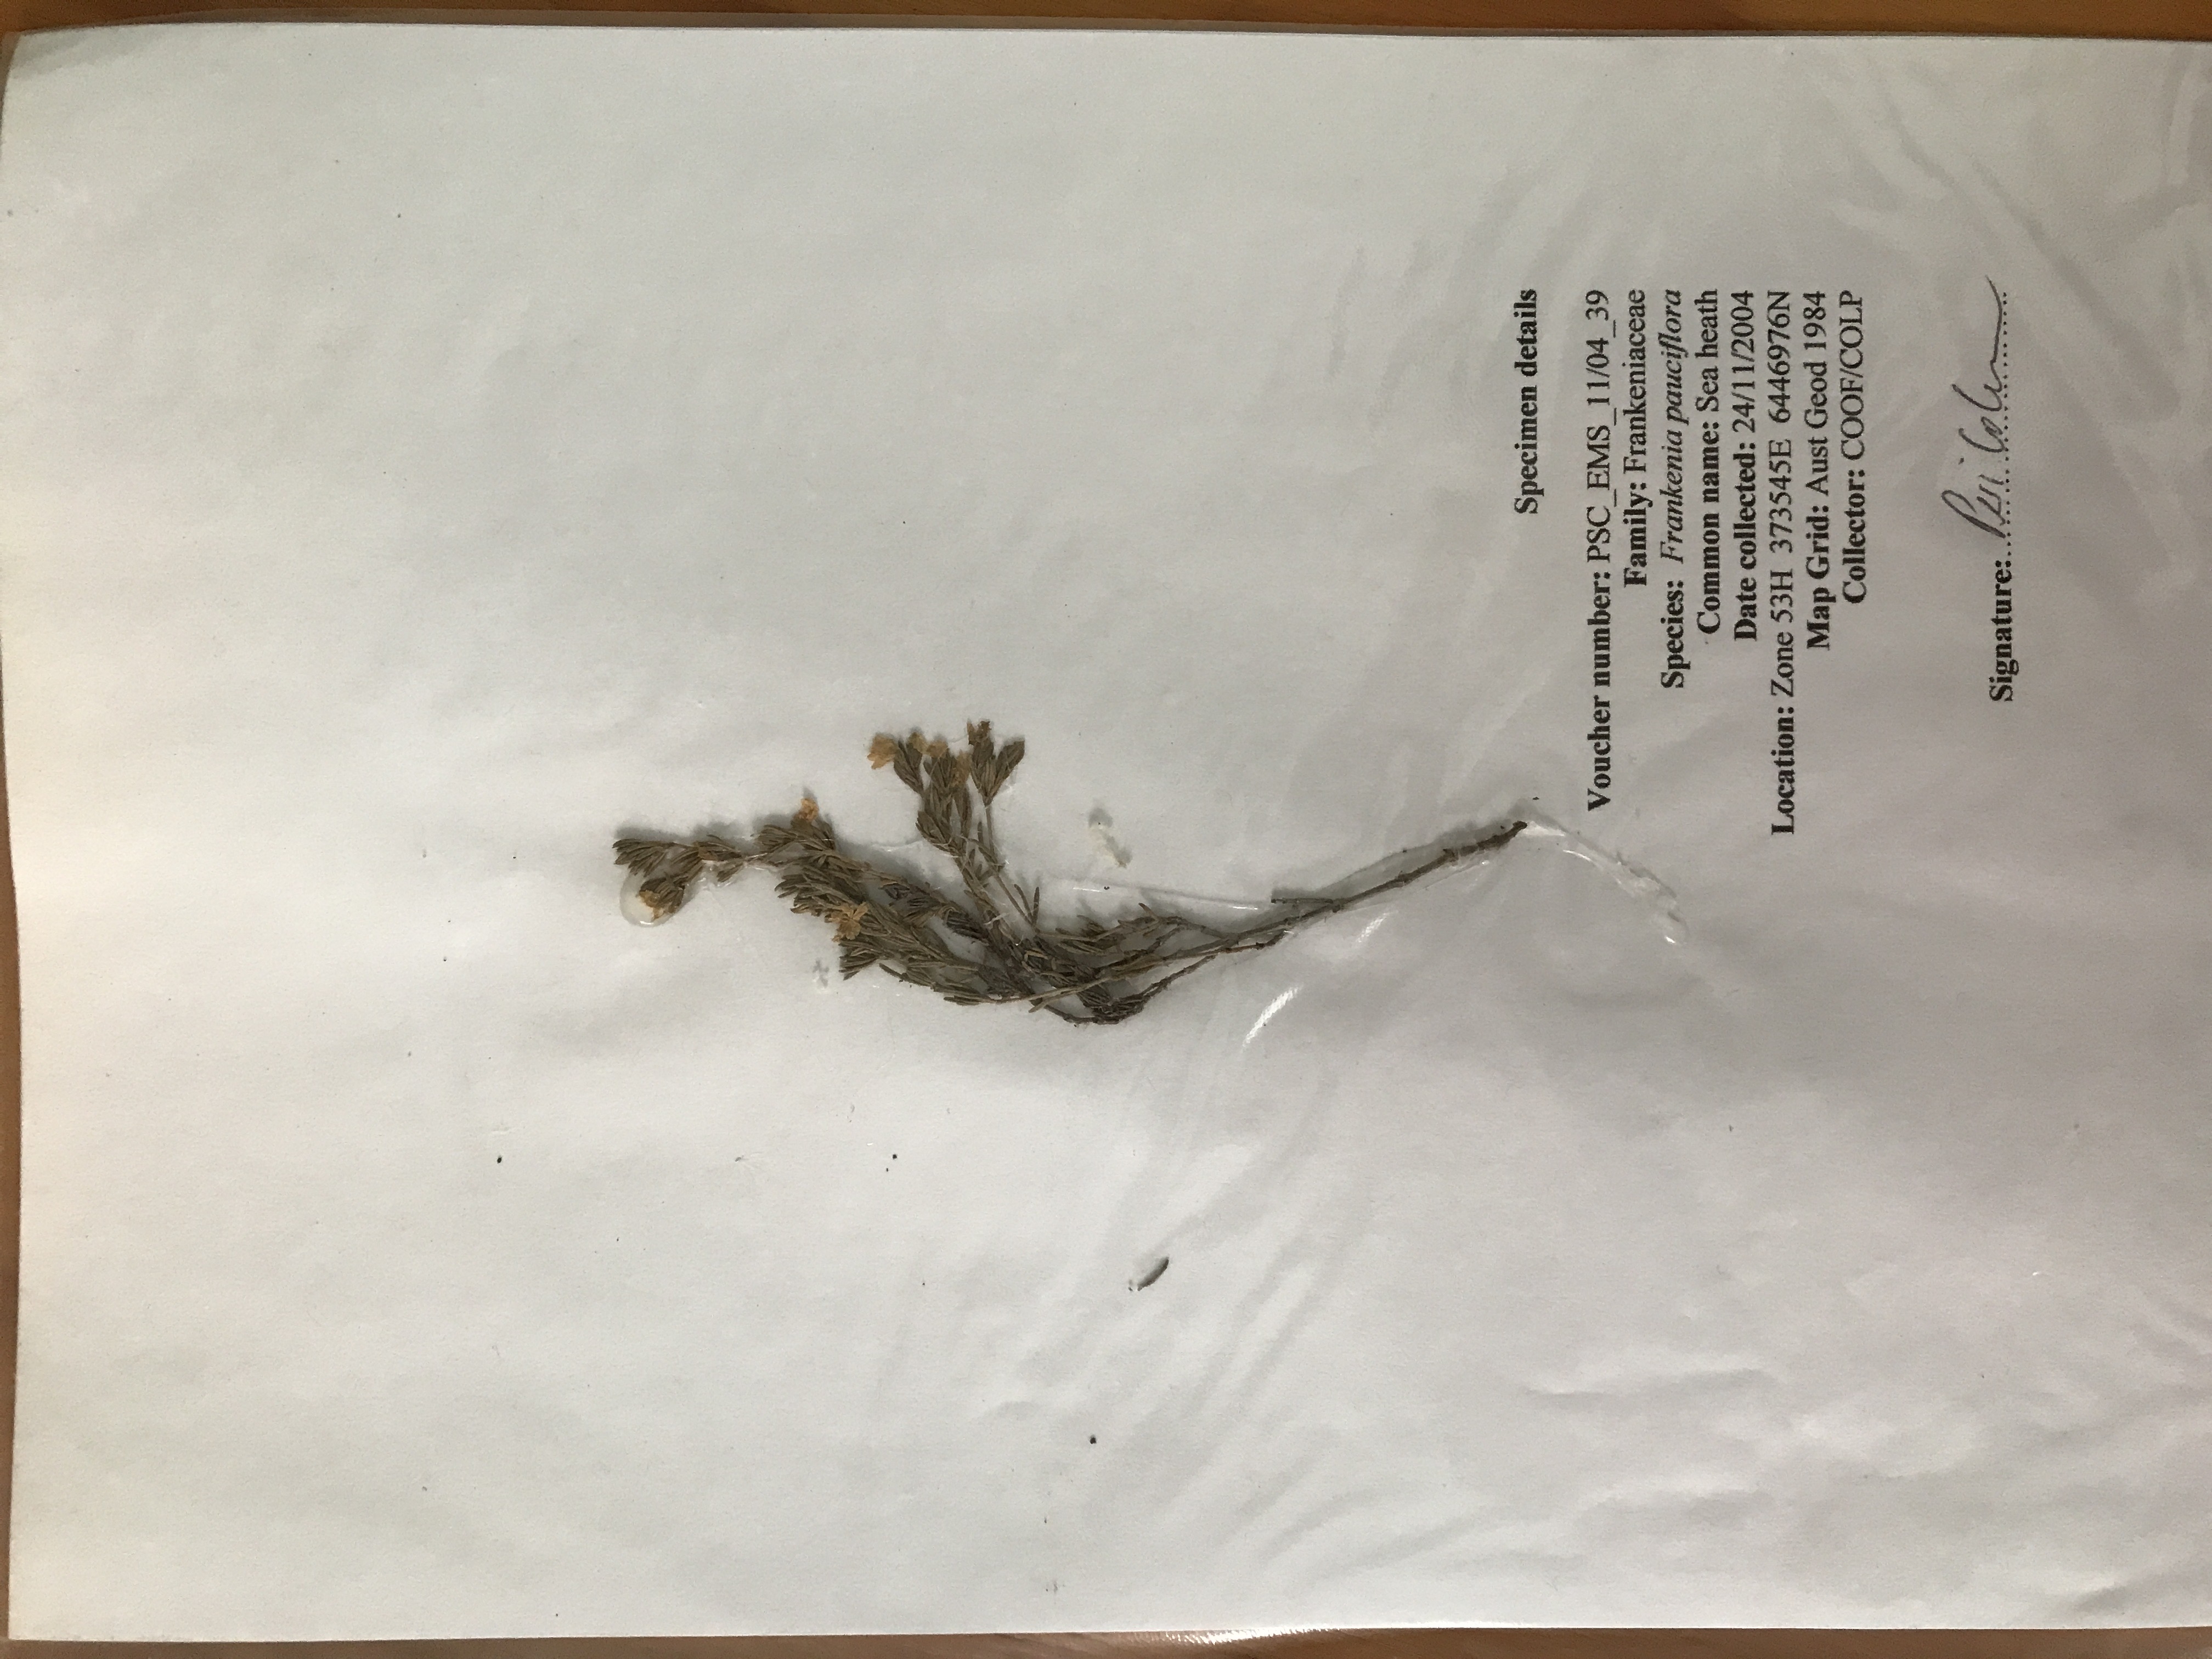 Specimen details
Voucher number: PSC_EMS_11/04_39
Family: Frankeniaceae
Species: Frankenia pauciflora
Common name: Sea heath
Date collected: 24/11/2004
Location: Zone 53H 373545E 6446976N
Map Grid: Aust Geod 1984
Collector: COOF/COLP
Signature: Peri